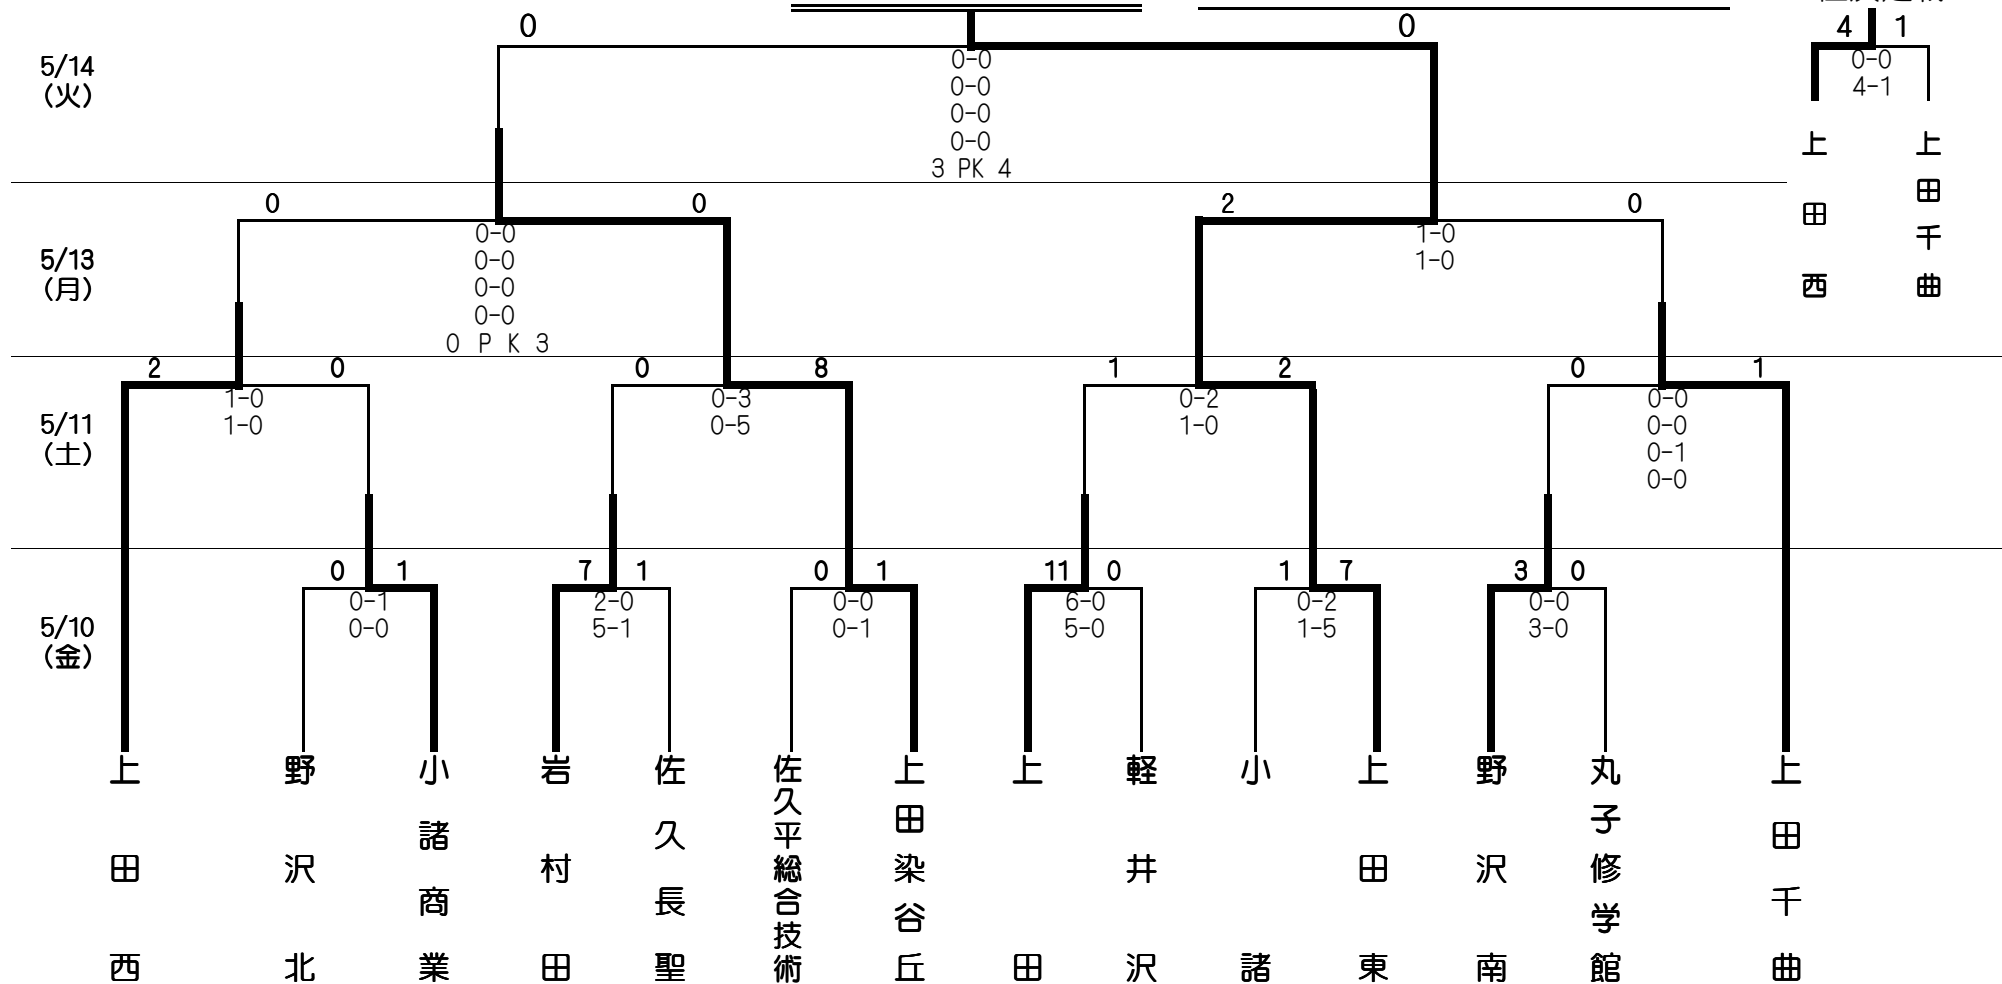 0 0 4 1
5/14
(火)
0-0
0-0
0-0
0-0
3 PK 4
0-0
4-1
上田西
上田千曲
0 0 2 0
5/13
(月)
0-0
0-0
0-0
0-0
0 P K 3
1-0
1-0
2 0 0 8 1 2 0 1
5/11
(土)
1-0
1-0
0-3
0-5
0-2
1-0
0-0
0-0
0-1
0-0
0 1 7 1 0 1 11 0 1 7 3 0
5/10
(金)
0-1
0-0
2-0
5-1
0-0
0-1
6-0
5-0
0-2
1-5
0-0
3-0
上田西
野沢北
小諸商業
岩村田
佐久長聖
佐久平総合技術
上田染谷丘
上田
軽井沢
小諸
上田東
野沢南
丸子修学館
上田千曲